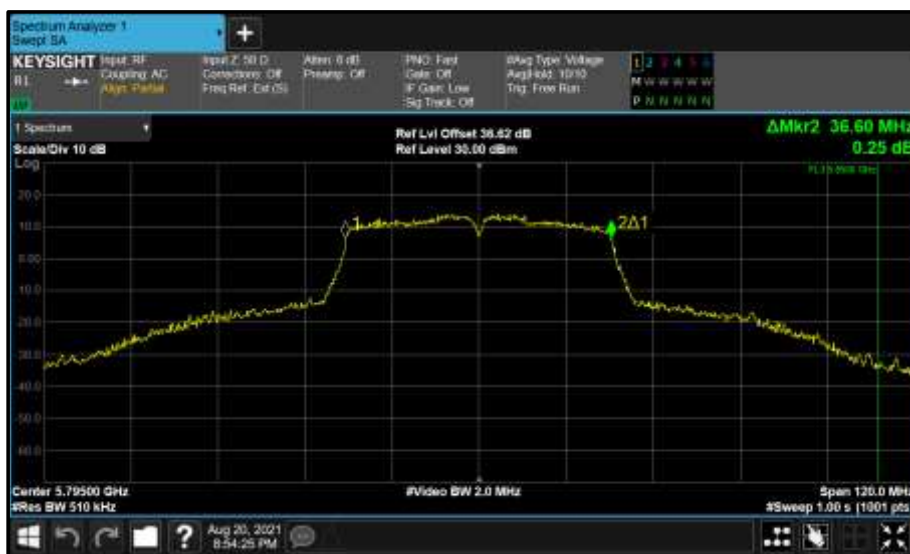 Spectrum Analyzer 1
Swept SA
+
KEYSIGHT
Input: RF
Coupling: AC
Align: Partial
Input Z: 50 Ω
Corrections: Off
Freq Ref: Ext (S)
Atten: 6 dB
Preamp: Off
PNO: Fast
Gate: Off
IF Gain: Low
Sig Track: Off
#Avg Type: Voltage
Avg|Hold: 10/10
Trig: Free Run
1 2 3 4 5 6
M W W W W W
P N N N N N
1 Spectrum
Scale/Div 10 dB
Ref Lvl Offset 36.62 dB
Ref Level 30.00 dBm
ΔMkr2 36.60 MHz
0.25 dB
Log
20.0
10.0
0.00
-10.0
-20.0
-30.0
-40.0
-50.0
-60.0
1
2Δ1
Center 5.79500 GHz
#Res BW 510 kHz
#Video BW 2.0 MHz
Span 120.0 MHz
#Sweep 1.00 s (1001 pts
?
Aug 20, 2021
8:54:25 PM